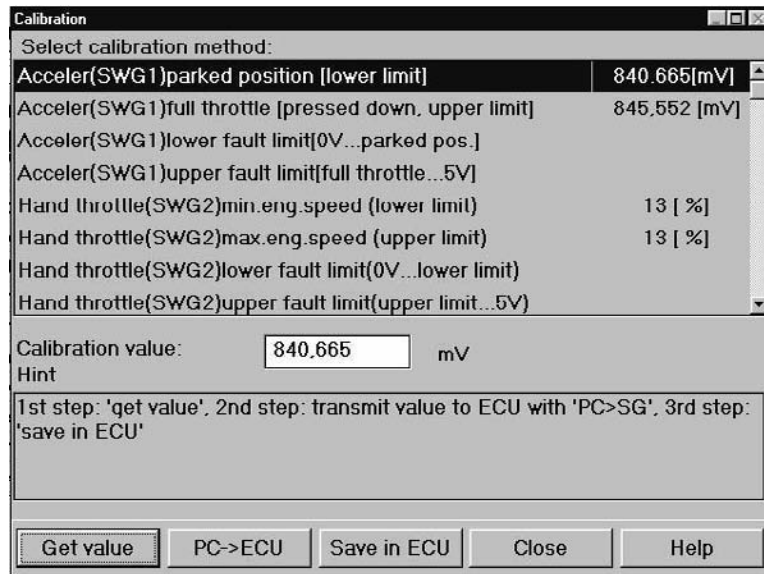 Calibration
Select calibration method:
Acceler(SWG1)parked position [lower limit] 840.665[mV]
Acceler(SWG1)full throttle [pressed down, upper limit] 845,552 [mV]
Acceler(SWG1)lower fault limit[0V...parked pos.]
Acceler(SWG1)upper fault limit[full throttle...5V]
Hand throttle(SWG2)min.eng.speed (lower limit) 13 [ %]
Hand throttle(SWG2)max.eng.speed (upper limit) 13 [ %]
Hand throttle(SWG2)lower fault limit(0V...lower limit)
Hand throttle(SWG2)upper fault limit(upper limit...5V)
Calibration value: 840,665 mV
Hint
1st step: 'get value', 2nd step: transmit value to ECU with 'PC>SG', 3rd step:
'save in ECU'
Get value PC->ECU Save in ECU Close Help